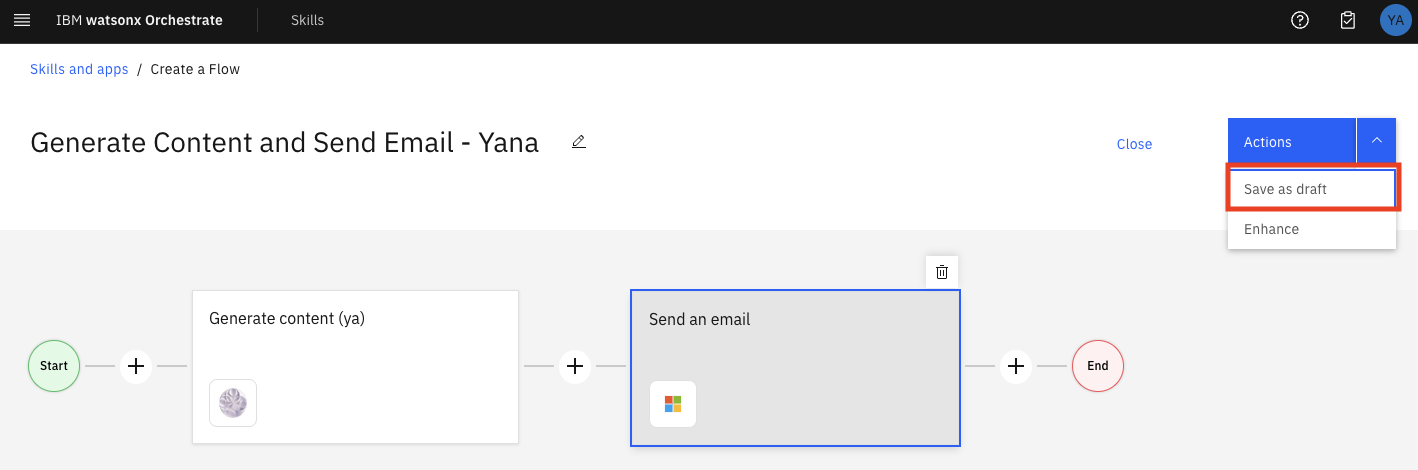 IBM watsonx Orchestrate
Skills
YA
Skills and apps / Create a Flow
Generate Content and Send Email - Yana
Close
Actions
Save as draft
Enhance
Generate content (ya)
Send an email
Start
End